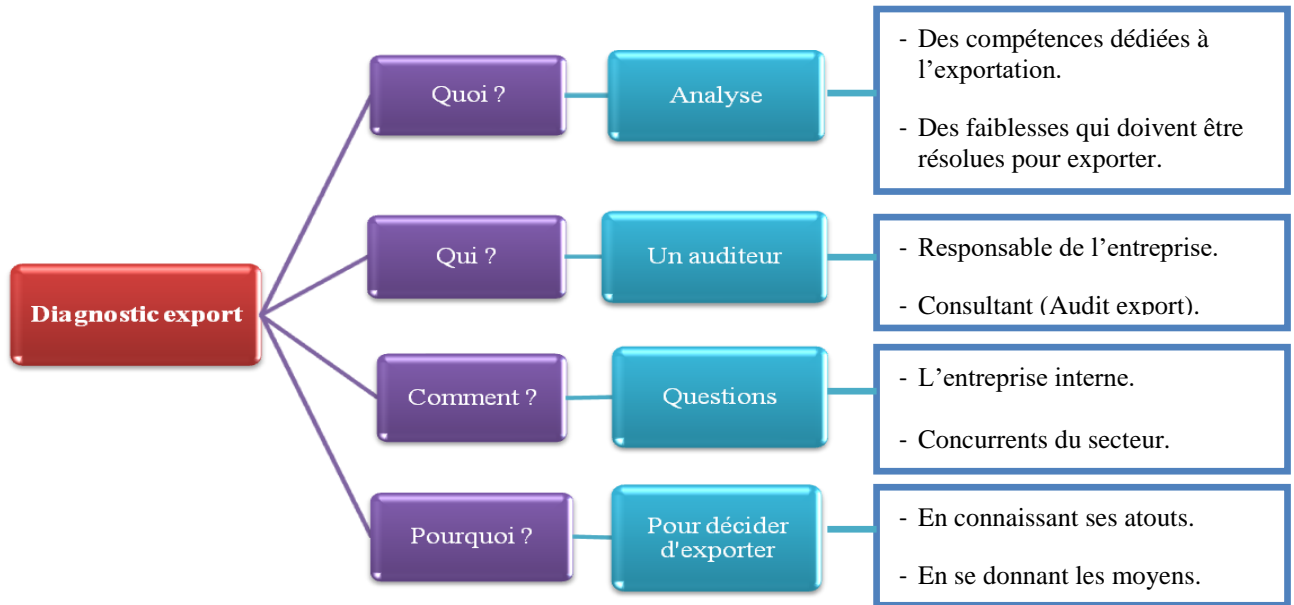 Diagnostic export
Quoi ?
Analyse
- Des compétences dédiées à
l’exportation.
- Des faiblesses qui doivent être
résolues pour exporter.
Qui ?
Un auditeur
- Responsable de l’entreprise.
- Consultant (Audit export).
Comment ?
Questions
- L’entreprise interne.
- Concurrents du secteur.
Pourquoi ?
Pour décider
d'exporter
- En connaissant ses atouts.
- En se donnant les moyens.